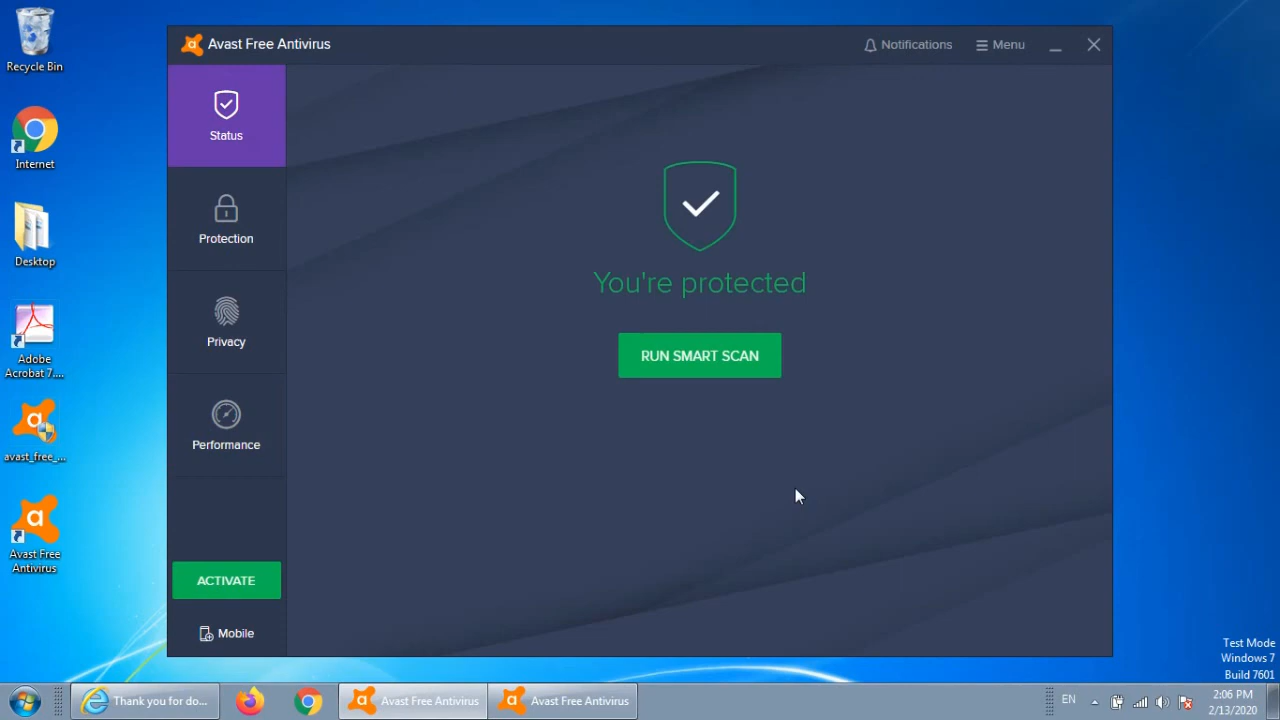 Recycle Bin
Internet
Desktop
Adobe
Acrobat 7....
avast_free_...
Avast Free
Antivirus
Avast Free Antivirus
Notifications
Menu
Status
Protection
Privacy
Performance
ACTIVATE
Mobile
You're protected
RUN SMART SCAN
Test Mode
Windows 7
Build 7601
Thank you for do...
Avast Free Antivirus
Avast Free Antivirus
EN
2:06 PM
2/13/2020